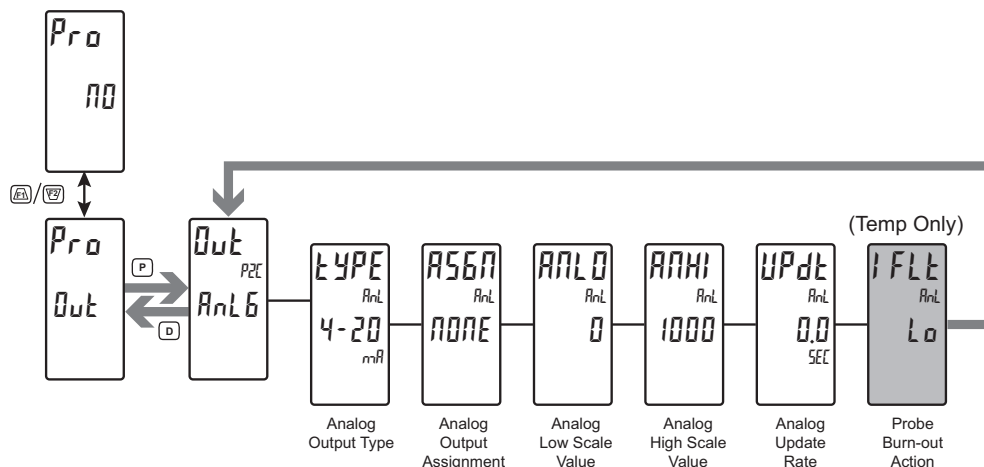 Pro
NO
F1/F2
Pro
Out
P
D
Out
P2C
AnLG
(Temp Only)
tYPE
AnL
4-20
mA
ASGN
AnL
NONE
ANLO
AnL
0
ANHI
AnL
1000
UPdt
AnL
0.0
SEC
IFLt
AnL
Lo
Analog
Output Type
Analog
Output
Assignment
Analog
Low Scale
Value
Analog
High Scale
Value
Analog
Update
Rate
Probe
Burn-out
Action